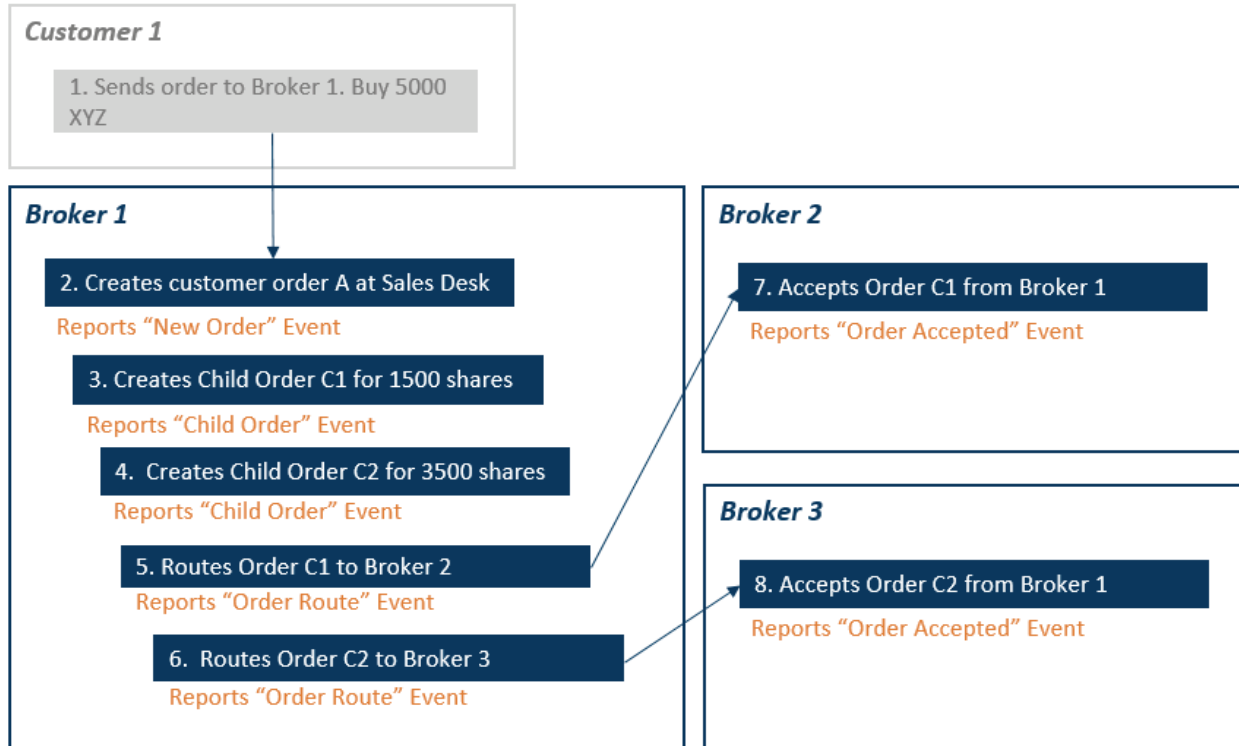 Customer 1
1. Sends order to Broker 1. Buy 5000
XYZ
Broker 1
2. Creates customer order A at Sales Desk
Reports “New Order” Event
3. Creates Child Order C1 for 1500 shares
Reports “Child Order” Event
4. Creates Child Order C2 for 3500 shares
Reports “Child Order” Event
5. Routes Order C1 to Broker 2
Reports “Order Route” Event
6. Routes Order C2 to Broker 3
Reports “Order Route” Event
Broker 2
7. Accepts Order C1 from Broker 1
Reports “Order Accepted” Event
Broker 3
8. Accepts Order C2 from Broker 1
Reports “Order Accepted” Event